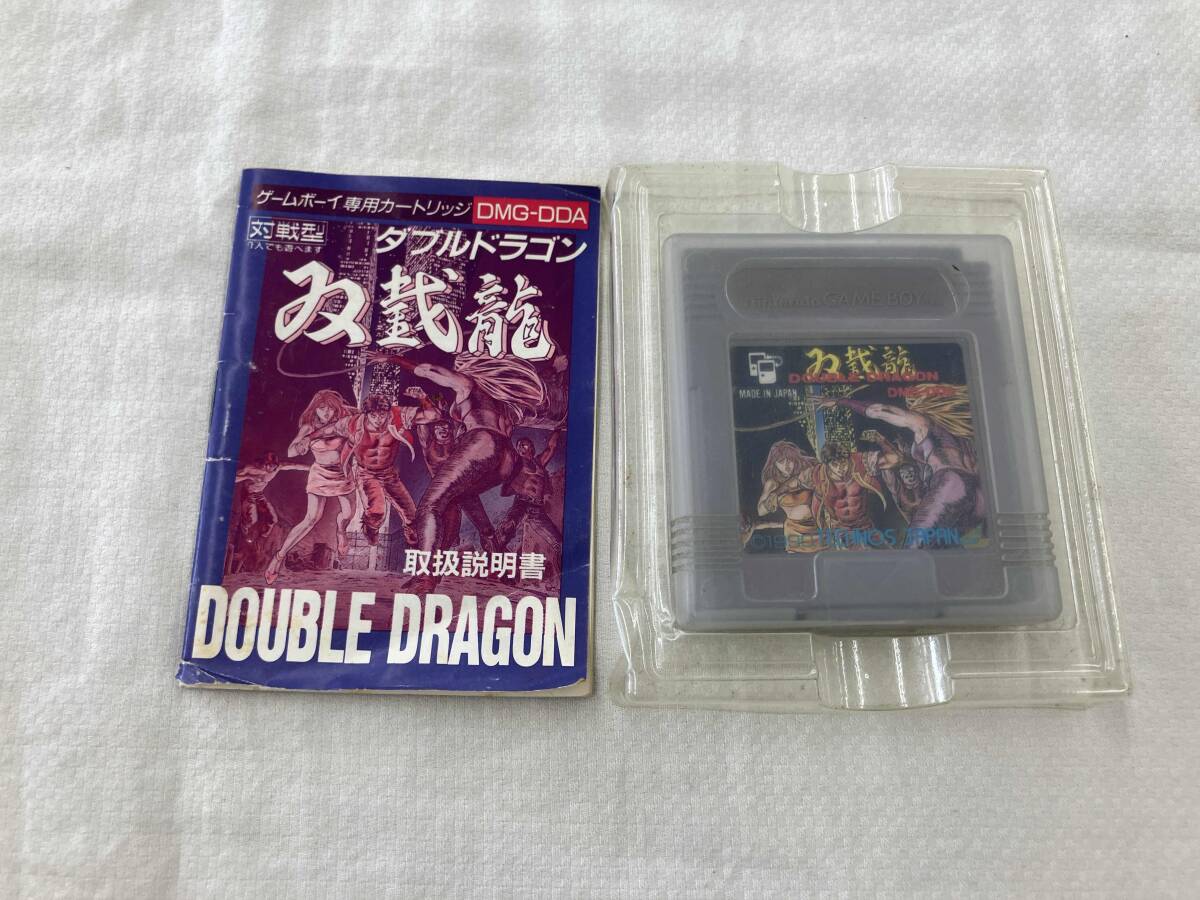 ゲームボーイ専用カートリッジ DMG-DDA
対戦型
1人でも遊べます
ダブルドラゴン
双截龍
取扱説明書
DOUBLE DRAGON
Nintendo GAME BOY
双截龍
DOUBLE DRAGON
MADE IN JAPAN
DMG-DDA
©1990 TECHNOS JAPAN